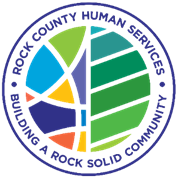 ROCK COUNTY HUMAN SERVICES
BUILDING A ROCK SOLID COMMUNITY